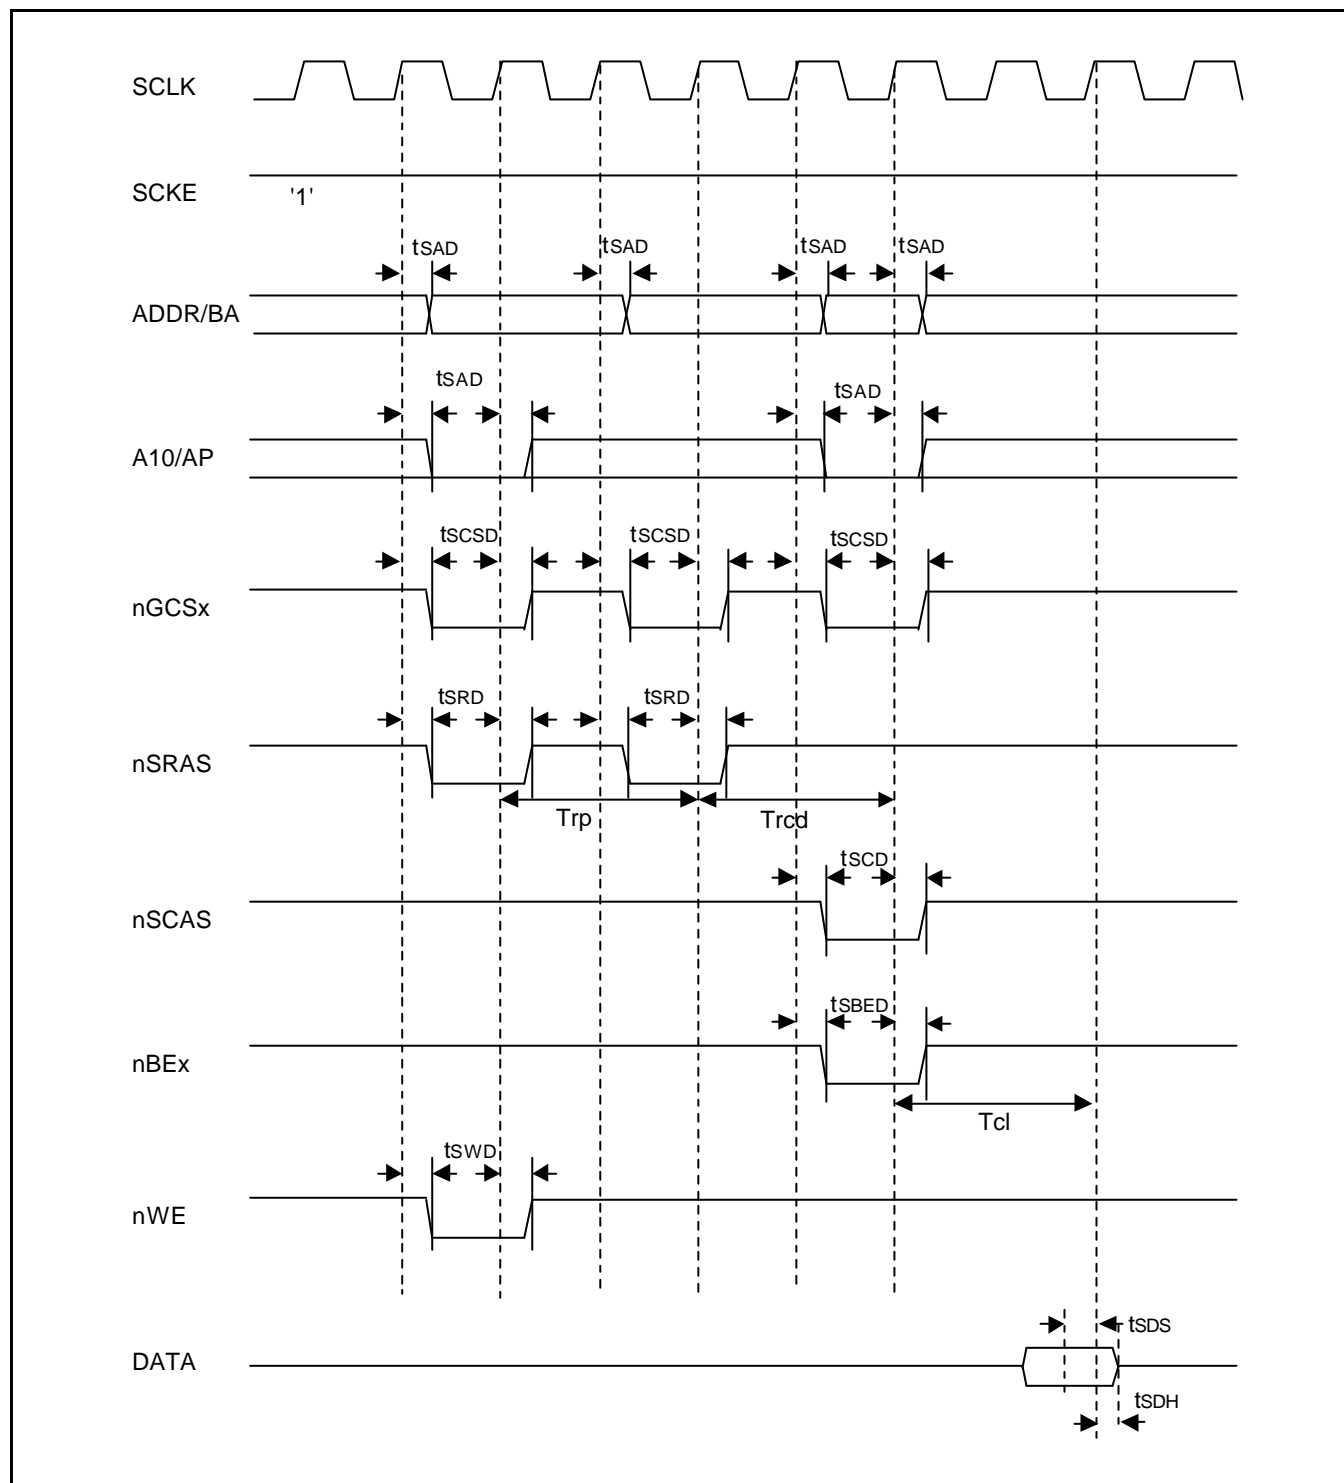 SCLK
SCKE '1'
tSAD tSAD tSAD tSAD
ADDR/BA
tSAD tSAD
A10/AP
tSCSD tSCSD tSCSD
nGCSx
tSRD tSRD
nSRAS
Trp Trcd
tSCD
nSCAS
tSBED
nBEx
Tcl
tSWD
nWE
tSDS
DATA
tSDH